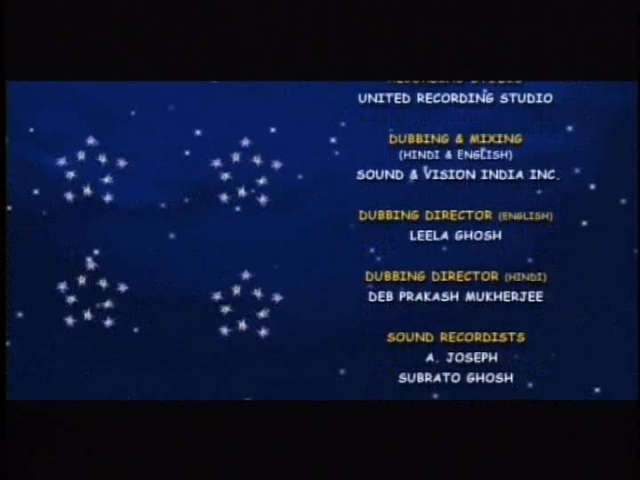 UNITED RECORDING STUDIO
DUBBING & MIXING
(HINDI & ENGLISH)
SOUND & VISION INDIA INC.
DUBBING DIRECTOR (ENGLISH)
LEELA GHOSH
DUBBING DIRECTOR (HINDI)
DEB PRAKASH MUKHERJEE
SOUND RECORDISTS
A. JOSEPH
SUBRATO GHOSH